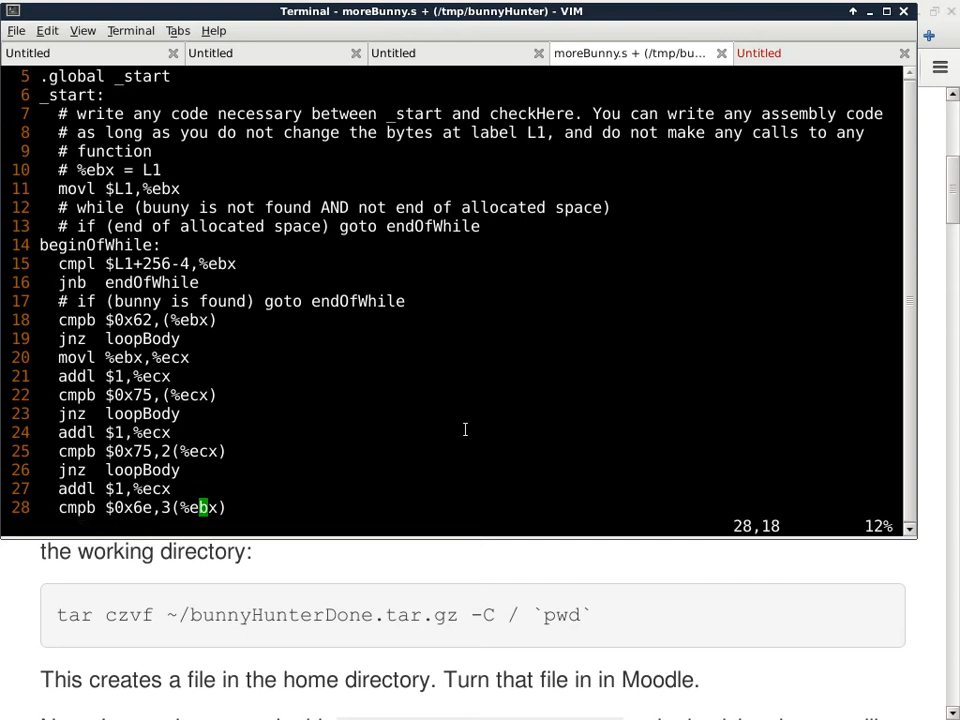 Terminal - moreBunny.s + (/tmp/bunnyHunter) - VIM
File Edit View Terminal Tabs Help
Untitled Untitled Untitled moreBunny.s + (/tmp/bu... Untitled
5 .global _start
6 _start:
7 # write any code necessary between _start and checkHere. You can write any assembly code
8 # as long as you do not change the bytes at label L1, and do not make any calls to any
9 # function
10 # %ebx = L1
11 movl $L1,%ebx
12 # while (buuny is not found AND not end of allocated space)
13 # if (end of allocated space) goto endOfWhile
14 beginOfWhile:
15 cmpl $L1+256-4,%ebx
16 jnb endOfWhile
17 # if (bunny is found) goto endOfWhile
18 cmpb $0x62,(%ebx)
19 jnz loopBody
20 movl %ebx,%ecx
21 addl $1,%ecx
22 cmpb $0x75,(%ecx)
23 jnz loopBody
24 addl $1,%ecx
25 cmpb $0x75,2(%ecx)
26 jnz loopBody
27 addl $1,%ecx
28 cmpb $0x6e,3(%ebx)
28,18 12%
the working directory:
tar czvf ~/bunnyHunterDone.tar.gz -C / `pwd`
This creates a file in the home directory. Turn that file in in Moodle.